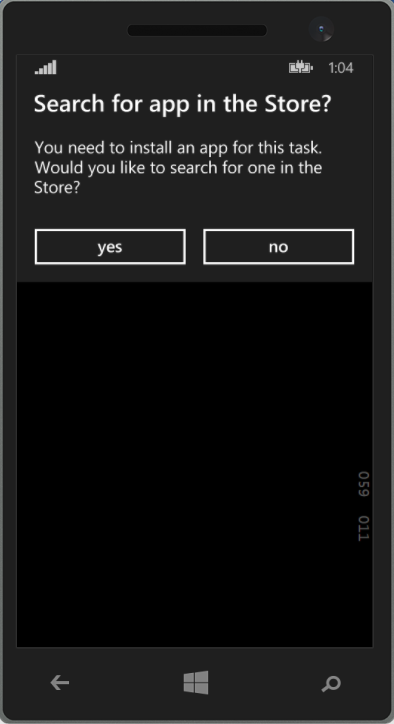 1:04
Search for app in the Store?
You need to install an app for this task.
Would you like to search for one in the
Store?
yes
no
059 011